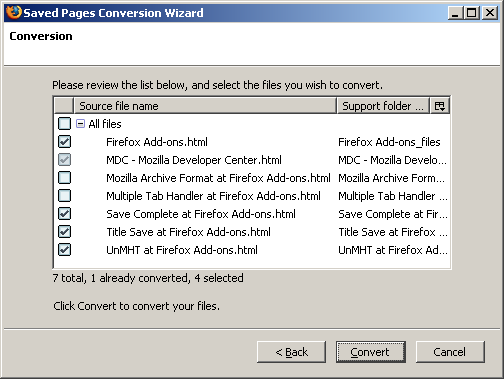 Saved Pages Conversion Wizard
Conversion
Please review the list below, and select the files you wish to convert.
Source file name Support folder ...
All files
Firefox Add-ons.html Firefox Add-ons_files
MDC - Mozilla Developer Center.html MDC - Mozilla Develo...
Mozilla Archive Format at Firefox Add-ons.html Mozilla Archive Form...
Multiple Tab Handler at Firefox Add-ons.html Multiple Tab Handler ...
Save Complete at Firefox Add-ons.html Save Complete at Fir...
Title Save at Firefox Add-ons.html Title Save at Firefox ...
UnMHT at Firefox Add-ons.html UnMHT at Firefox Ad...
7 total, 1 already converted, 4 selected
Click Convert to convert your files.
< Back Convert Cancel